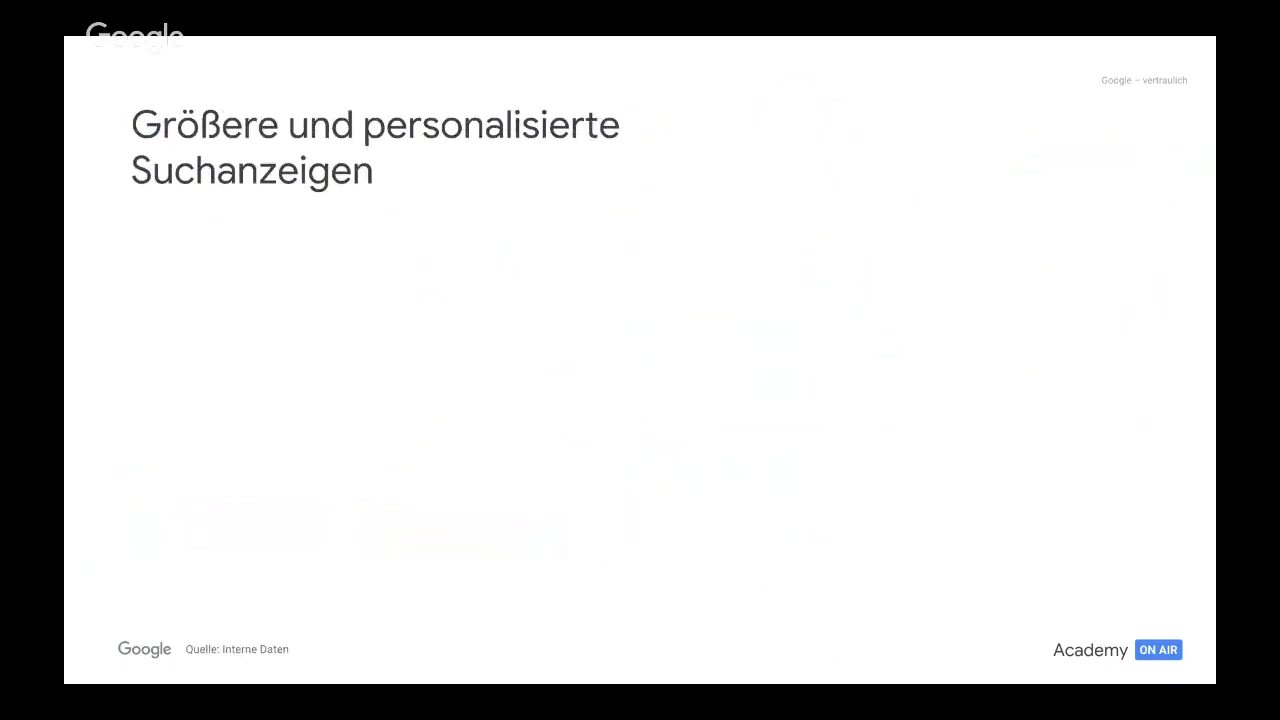 Google
Google – vertraulich
Größere und personalisierte
Suchanzeigen
Google Quelle: Interne Daten
Academy ON AIR